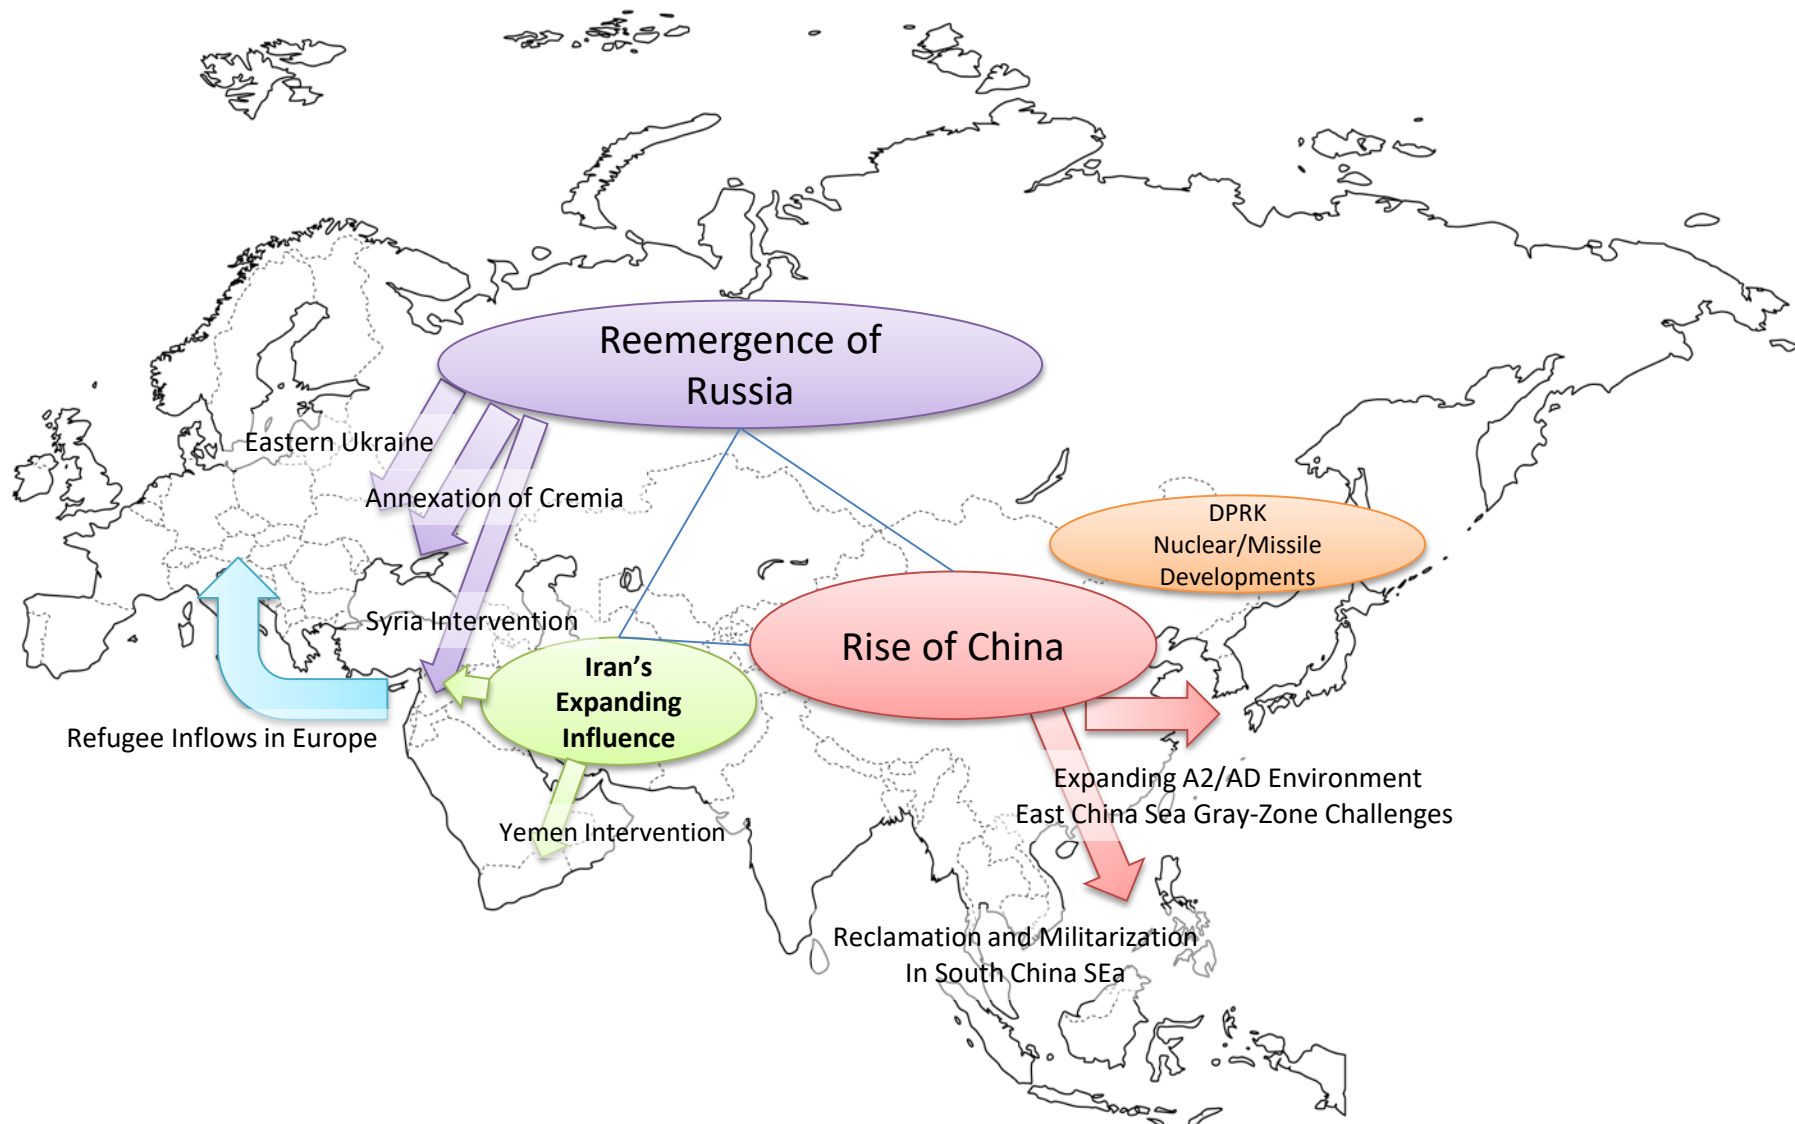 Reemergence of
Russia
Eastern Ukraine
Annexation of Cremia
DPRK
Nuclear/Missile
Developments
Syria Intervention
Rise of China
Iran’s
Expanding
Influence
Refugee Inflows in Europe
Expanding A2/AD Environment
East China Sea Gray-Zone Challenges
Yemen Intervention
Reclamation and Militarization
In South China SEa